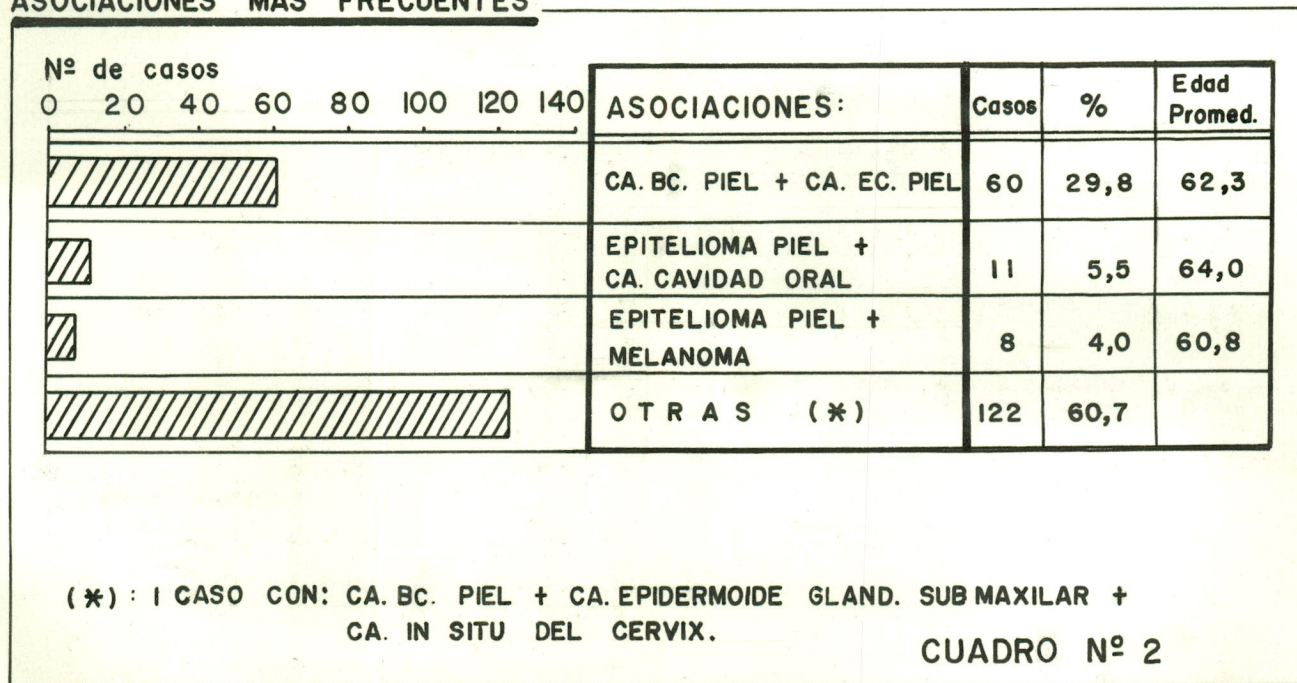 ASOCIACIONES MAS FRECUENTES
Nº de casos
0 20 40 60 80 100 120 140
ASOCIACIONES: Casos % Edad Promed.
CA. BC. PIEL + CA. EC. PIEL 60 29,8 62,3
EPITELIOMA PIEL +
CA. CAVIDAD ORAL 11 5,5 64,0
EPITELIOMA PIEL +
MELANOMA 8 4,0 60,8
OTRAS (*) 122 60,7
(*): 1 CASO CON: CA. BC. PIEL + CA. EPIDERMOIDE GLAND. SUB MAXILAR +
CA. IN SITU DEL CERVIX.
CUADRO Nº 2